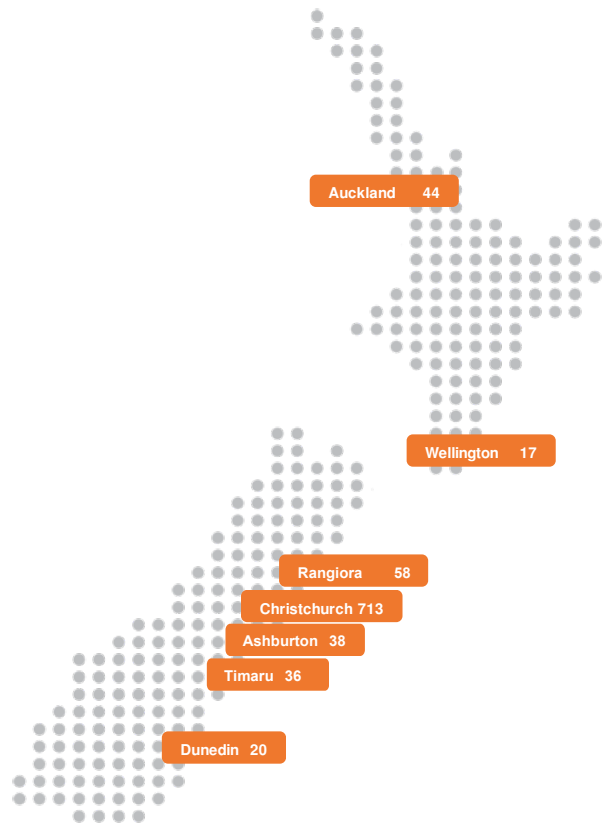 Auckland 44
Wellington 17
Rangiora 58
Christchurch 713
Ashburton 38
Timaru 36
Dunedin 20